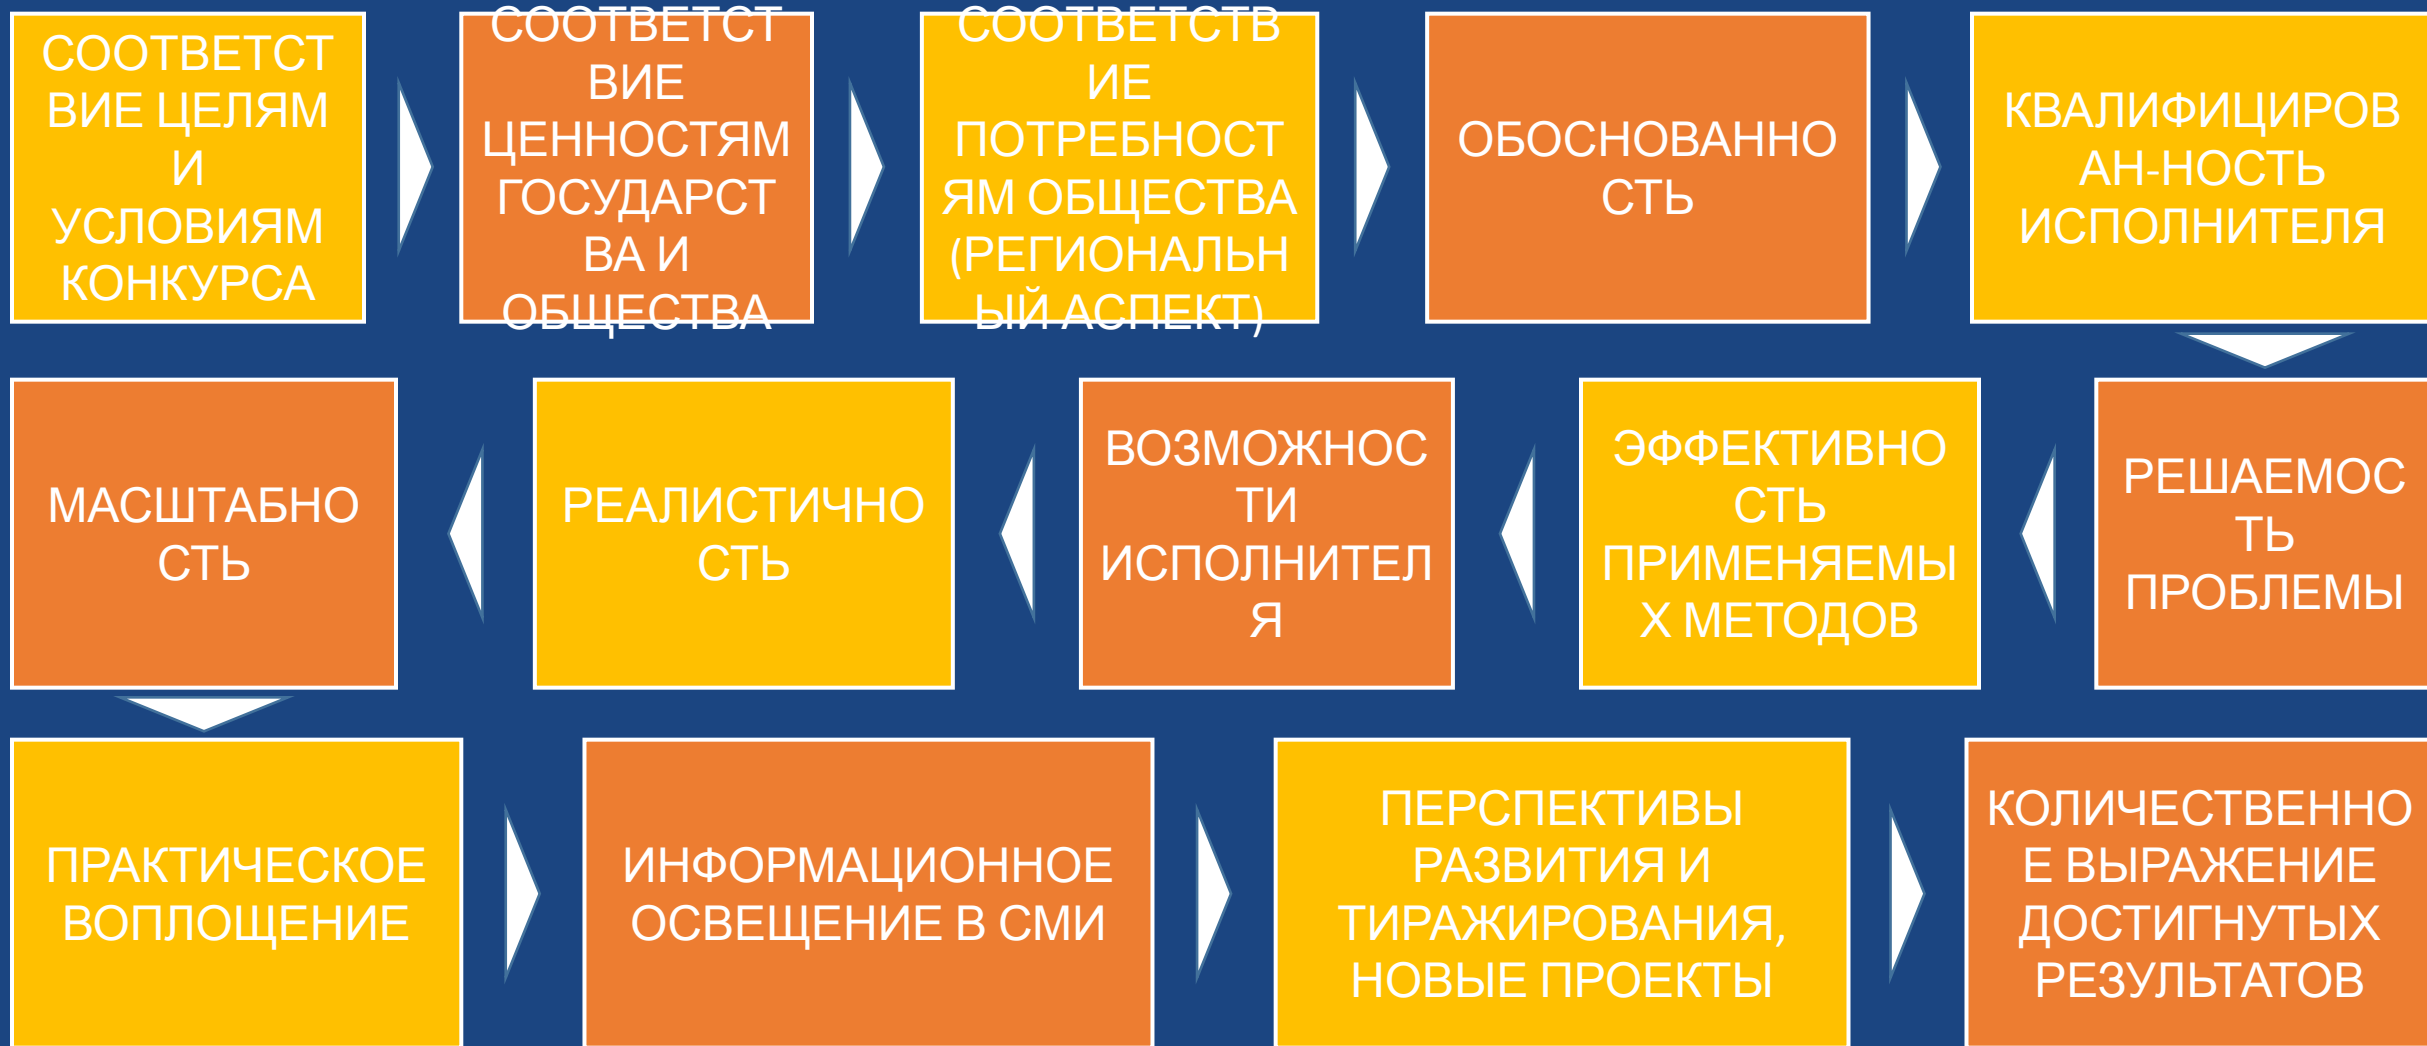 СООТВЕТСТ
ВИЕ ЦЕЛЯМ
И
УСЛОВИЯМ
КОНКУРСА
СООТВЕТСТ
ВИЕ
ЦЕННОСТЯМ
ГОСУДАРСТ
ВА И
ОБЩЕСТВА
СООТВЕТСТВ
ИЕ
ПОТРЕБНОСТ
ЯМ ОБЩЕСТВА
(РЕГИОНАЛЬН
ЫЙ АСПЕКТ)
ОБОСНОВАННО
СТЬ
КВАЛИФИЦИРОВ
АН-НОСТЬ
ИСПОЛНИТЕЛЯ
РЕШАЕМОС
ТЬ
ПРОБЛЕМЫ
ЭФФЕКТИВНО
СТЬ
ПРИМЕНЯЕМЫ
Х МЕТОДОВ
ВОЗМОЖНОС
ТИ
ИСПОЛНИТЕЛ
Я
РЕАЛИСТИЧНО
СТЬ
МАСШТАБНО
СТЬ
ПРАКТИЧЕСКОЕ
ВОПЛОЩЕНИЕ
ИНФОРМАЦИОННОЕ
ОСВЕЩЕНИЕ В СМИ
ПЕРСПЕКТИВЫ
РАЗВИТИЯ И
ТИРАЖИРОВАНИЯ,
НОВЫЕ ПРОЕКТЫ
КОЛИЧЕСТВЕННО
Е ВЫРАЖЕНИЕ
ДОСТИГНУТЫХ
РЕЗУЛЬТАТОВ